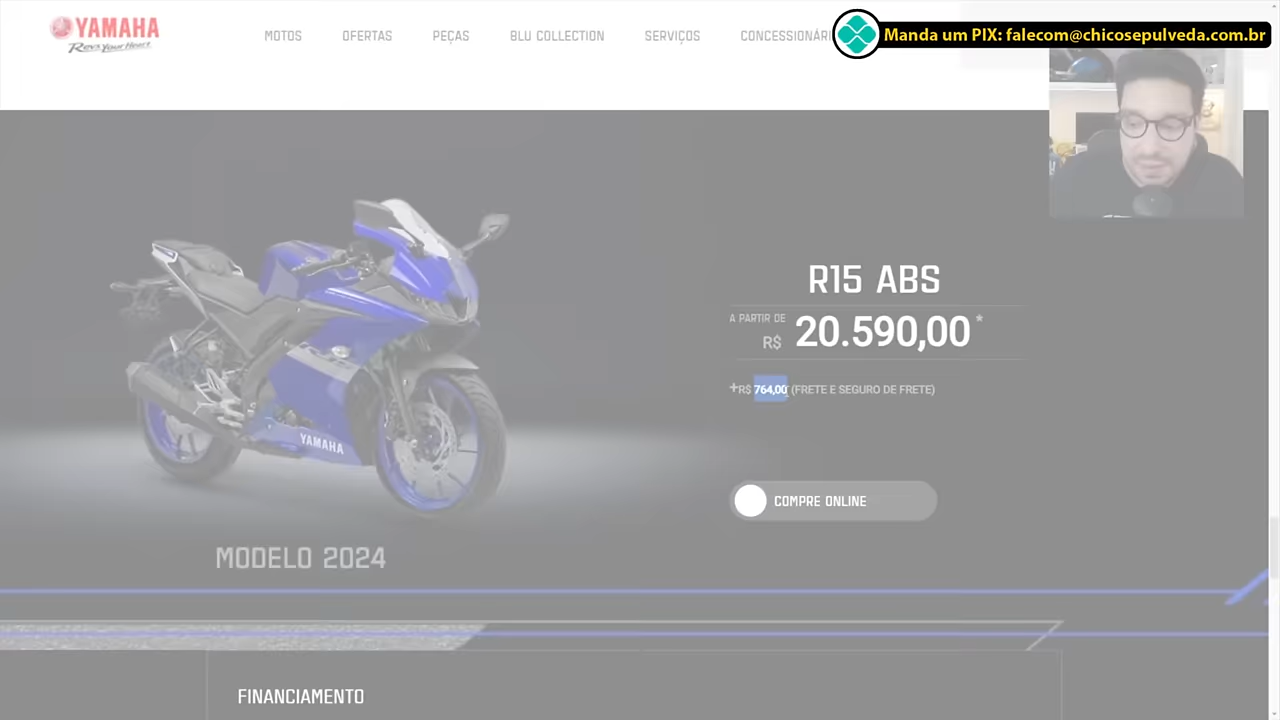 YAMAHA
Revs Your Heart
MOTOS
OFERTAS
PEÇAS
BLU COLLECTION
SERVIÇOS
Manda um PIX: falecom@chicosepulveda.com.br
R15 ABS
A PARTIR DE
R$ 20.590,00*
+R$ 764,00 (FRETE E SEGURO DE FRETE)
COMPRE ONLINE
YAMAHA
MODELO 2024
FINANCIAMENTO